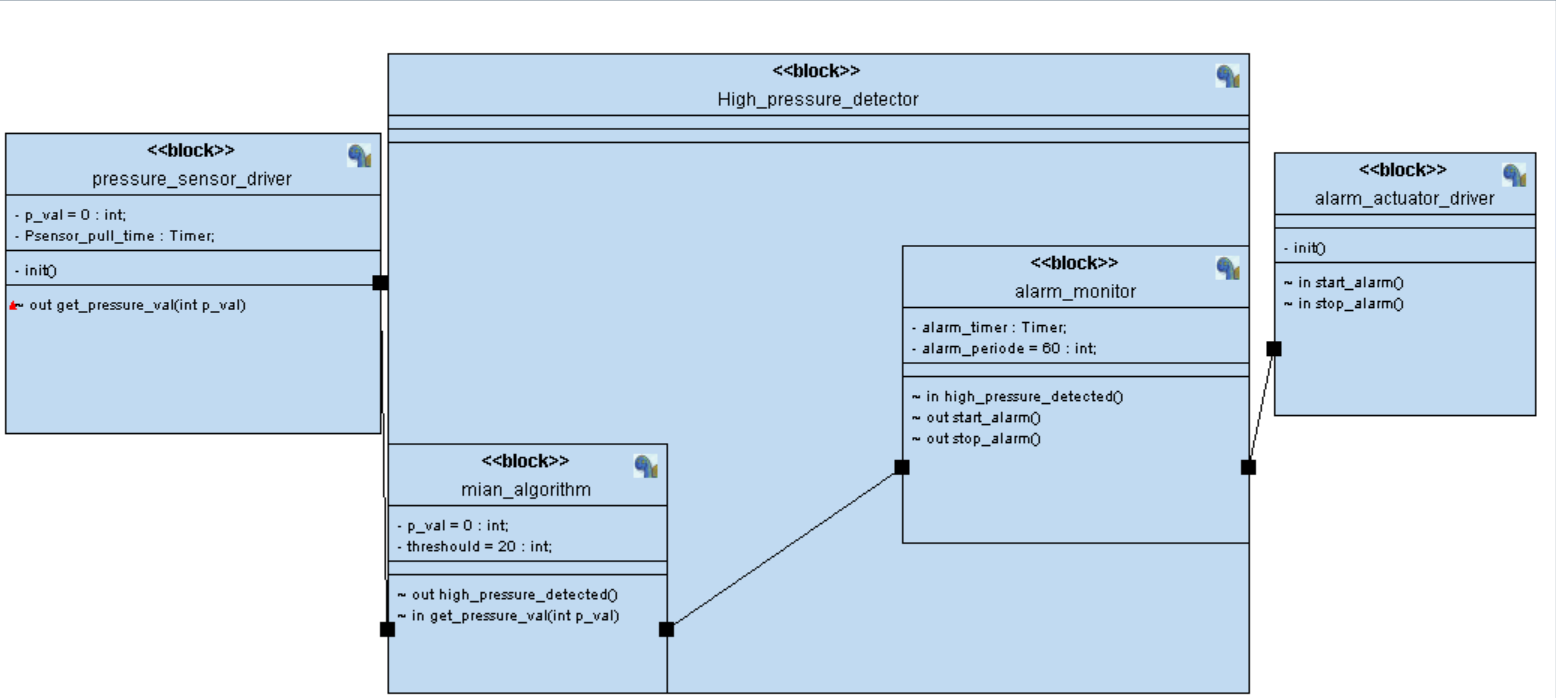 <<block>>
High_pressure_detector
<<block>>
pressure_sensor_driver
- p_val = 0 : int;
- Psensor_pull_time : Timer;
- init()
~ out get_pressure_val(int p_val)
<<block>>
mian_algorithm
- p_val = 0 : int;
- threshould = 20 : int;
~ out high_pressure_detected()
~ in get_pressure_val(int p_val)
<<block>>
alarm_monitor
- alarm_timer : Timer;
- alarm_periode = 60 : int;
~ in high_pressure_detected()
~ out start_alarm()
~ out stop_alarm()
<<block>>
alarm_actuator_driver
- init()
~ in start_alarm()
~ in stop_alarm()